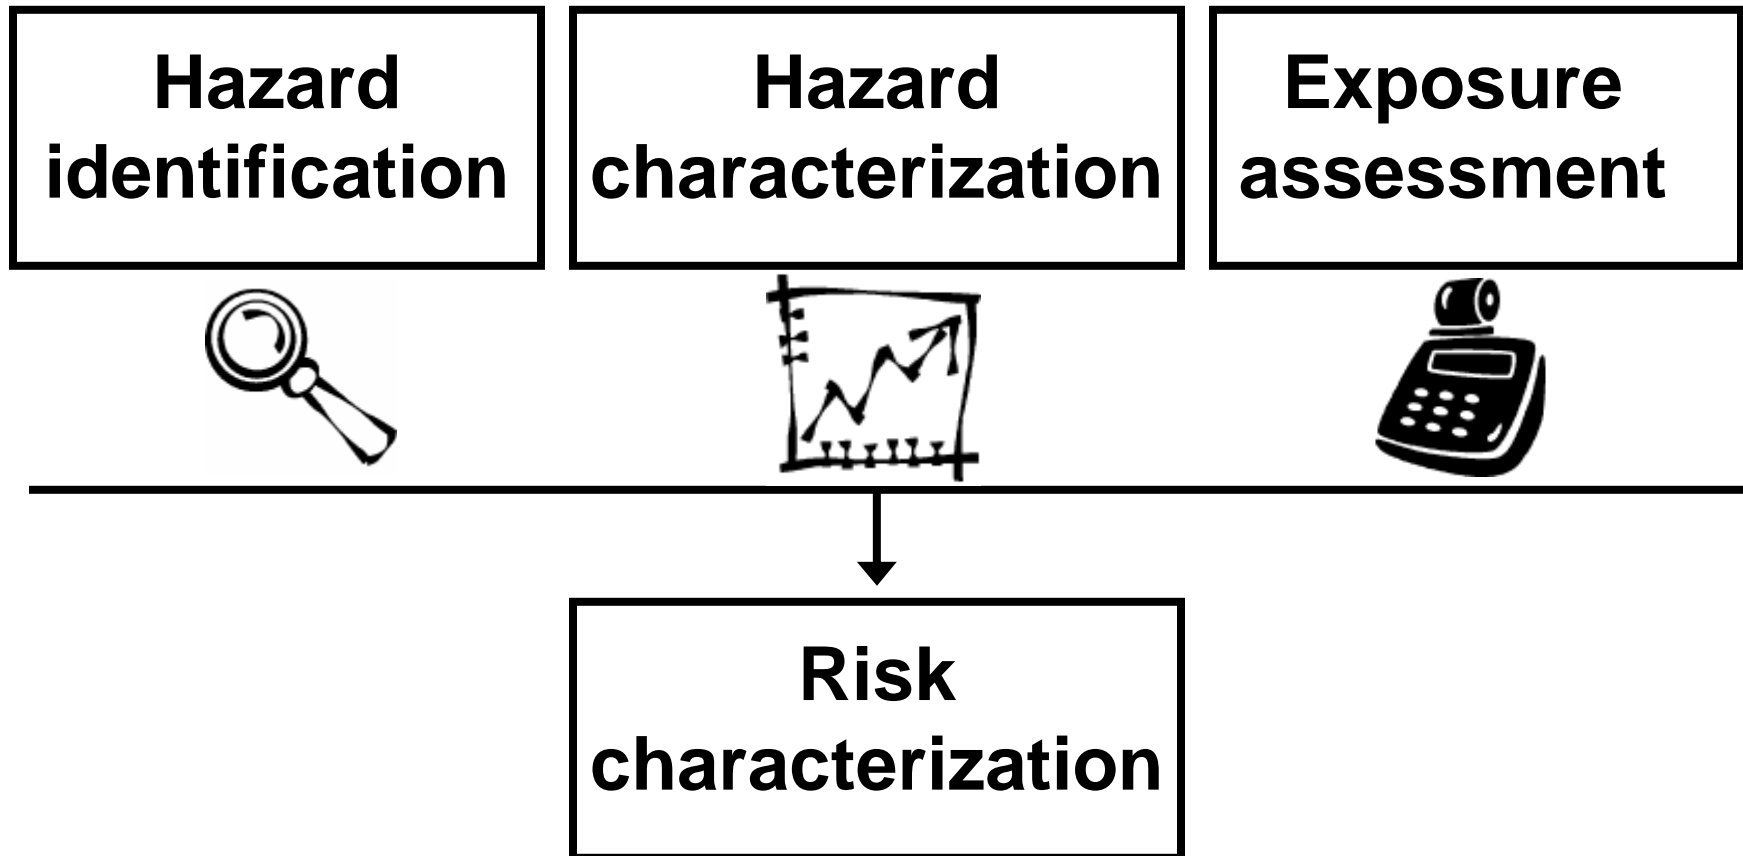 Hazard
identification
Hazard
characterization
Exposure
assessment
Risk
characterization